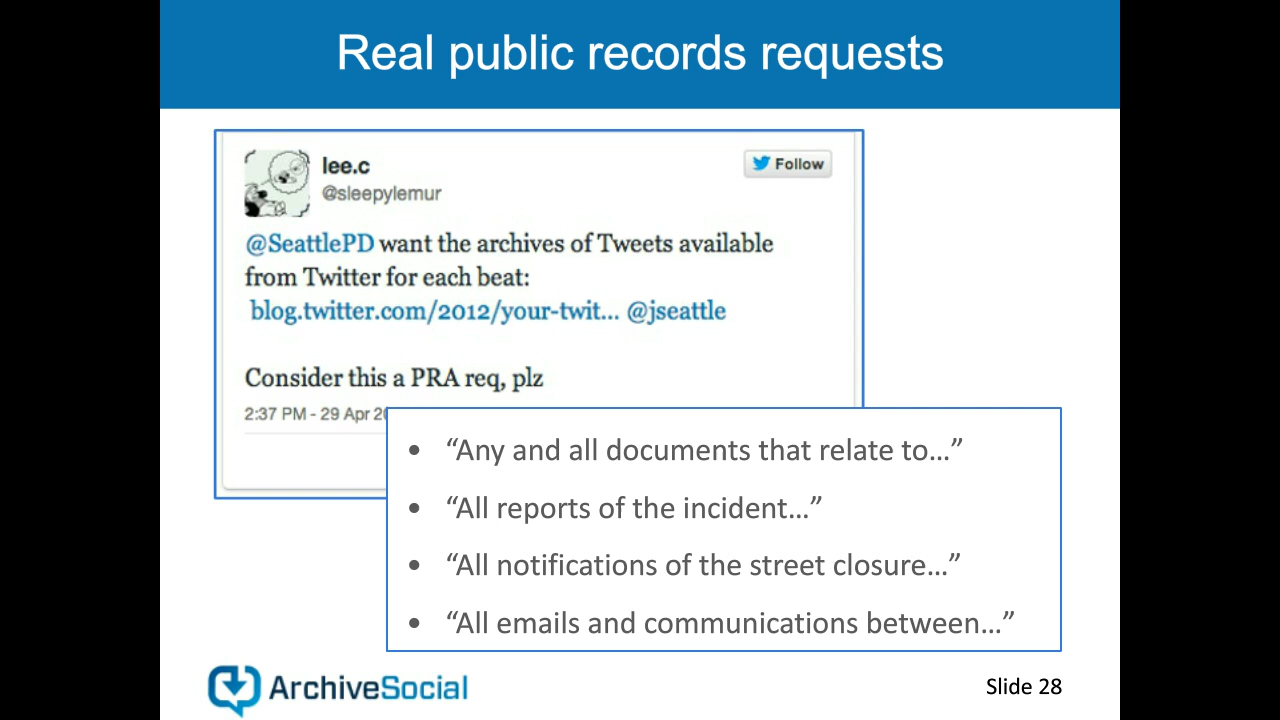 Real public records requests
lee.c
@sleepylemur
Follow
@SeattlePD want the archives of Tweets available
from Twitter for each beat:
blog.twitter.com/2012/your-twit... @jseattle
Consider this a PRA req, plz
2:37 PM - 29 Apr
• “Any and all documents that relate to…”
• “All reports of the incident…”
• “All notifications of the street closure…”
• “All emails and communications between…”
ArchiveSocial
Slide 28